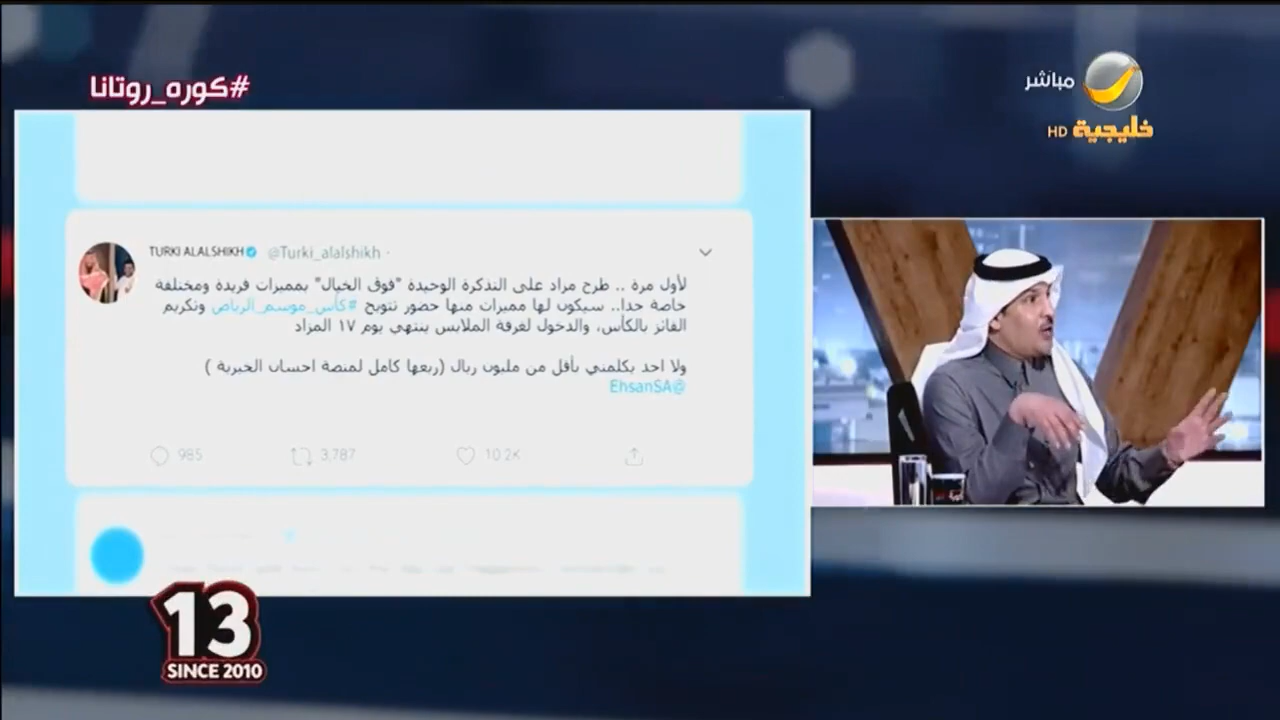 #كوره_روتانا
مباشر
خليجية HD
TURKI ALALSHIKH @Turki_alalshikh ·
لأول مرة .. طرح مزاد على التذكرة الوحيدة "فوق الخيال" بمميزات فريدة ومختلفة
خاصة جدا.. سيكون لها مميزات منها حضور تتويج #كأس_موسم_الرياض وتكريم
الفائز بالكأس، والدخول لغرفة الملابس ينتهي يوم ١٧ المزاد
ولا احد يكلمني بأقل من مليون ريال (ريعها كامل لمنصة احسان الخيرية )
@EhsanSA
985 3,787 10.2K
13
SINCE 2010